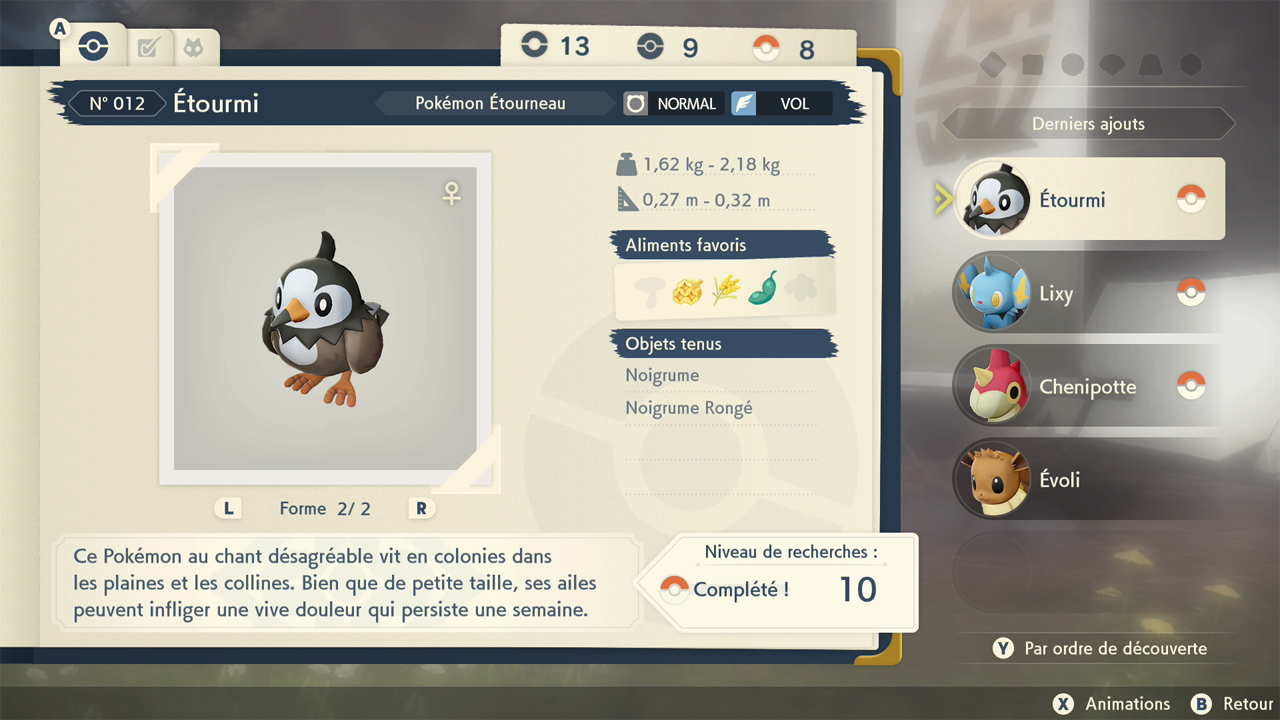 A
13
9
8
N° 012
Étourmi
Pokémon Étourneau
NORMAL
VOL
1,62 kg - 2,18 kg
0,27 m - 0,32 m
Aliments favoris
Objets tenus
Noigrume
Noigrume Rongé
L
Forme 2/ 2
R
Ce Pokémon au chant désagréable vit en colonies dans
les plaines et les collines. Bien que de petite taille, ses ailes
peuvent infliger une vive douleur qui persiste une semaine.
Niveau de recherches :
Complété !
10
Derniers ajouts
Étourmi
Lixy
Chenipotte
Évoli
Y Par ordre de découverte
X Animations
B Retour